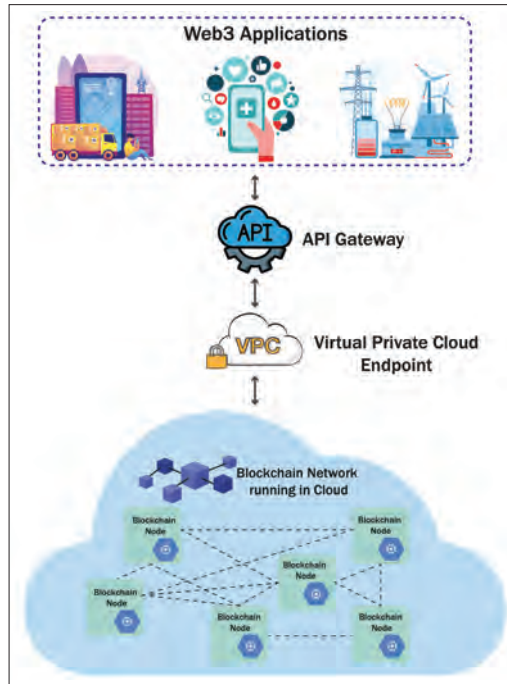 Web3 Applications
API
API Gateway
VPC
Virtual Private Cloud
Endpoint
Blockchain Network
running in Cloud
Blockchain
Node
Blockchain
Node
Blockchain
Node
Blockchain
Node
Blockchain
Node
Blockchain
Node